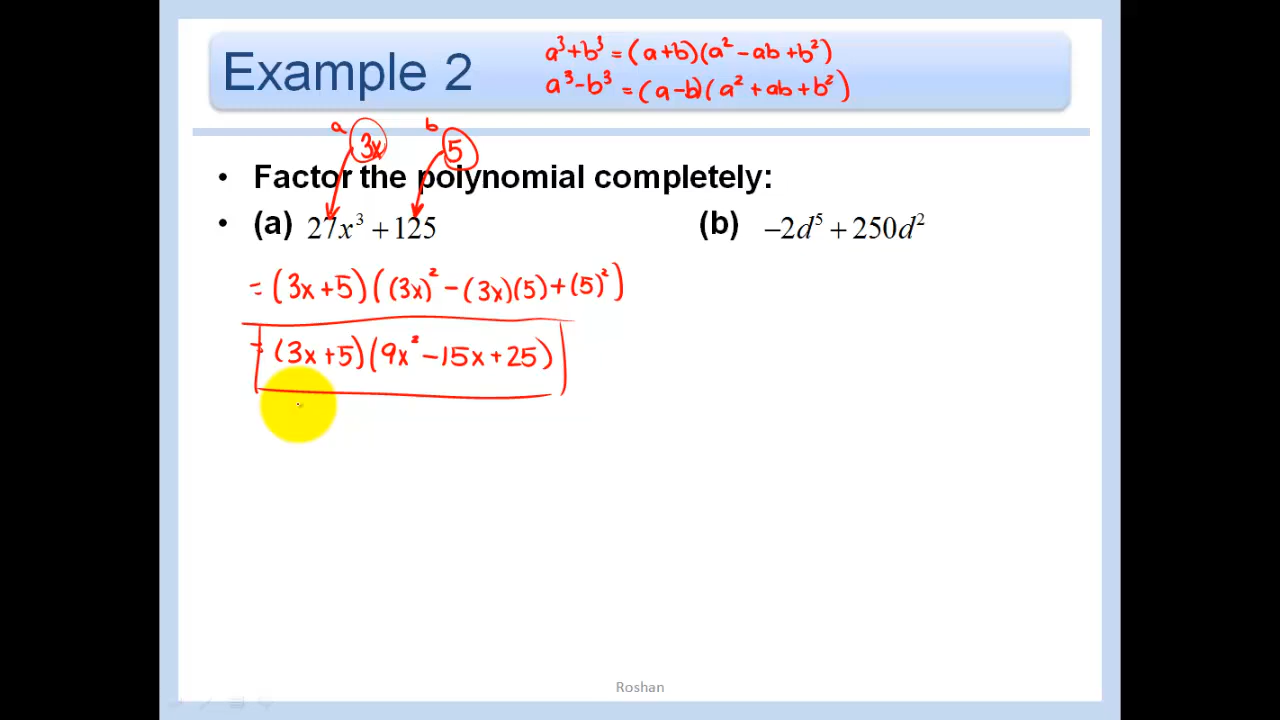 Example 2
a³+b³=(a+b)(a²-ab+b²)
a³-b³=(a-b)(a²+ab+b²)
a 3x b 5
• Factor the polynomial completely:
• (a) 27x³ + 125 (b) −2d⁵ + 250d²
= (3x+5)((3x)²-(3x)(5)+(5)²)
= (3x+5)(9x²-15x+25)
Roshan